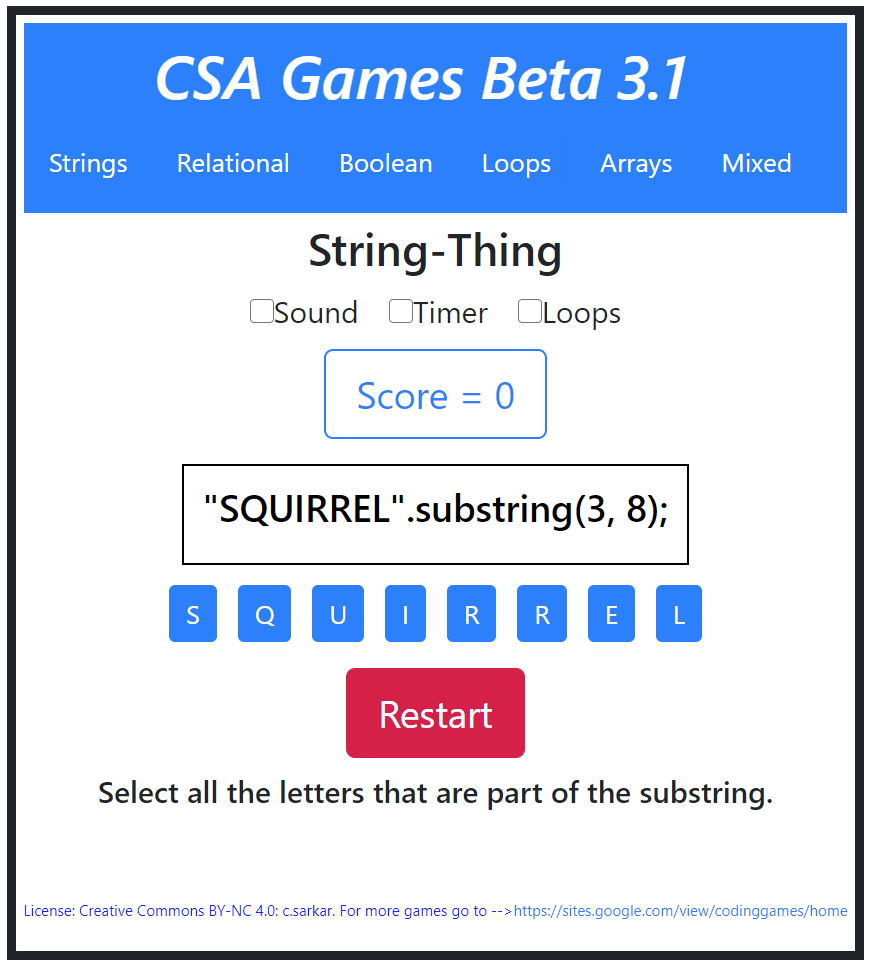 CSA Games Beta 3.1
Strings Relational Boolean Loops Arrays Mixed
String-Thing
Sound Timer Loops
Score = 0
"SQUIRREL".substring(3, 8);
S Q U I R R E L
Restart
Select all the letters that are part of the substring.
License: Creative Commons BY-NC 4.0: c.sarkar. For more games go to -->https://sites.google.com/view/codinggames/home